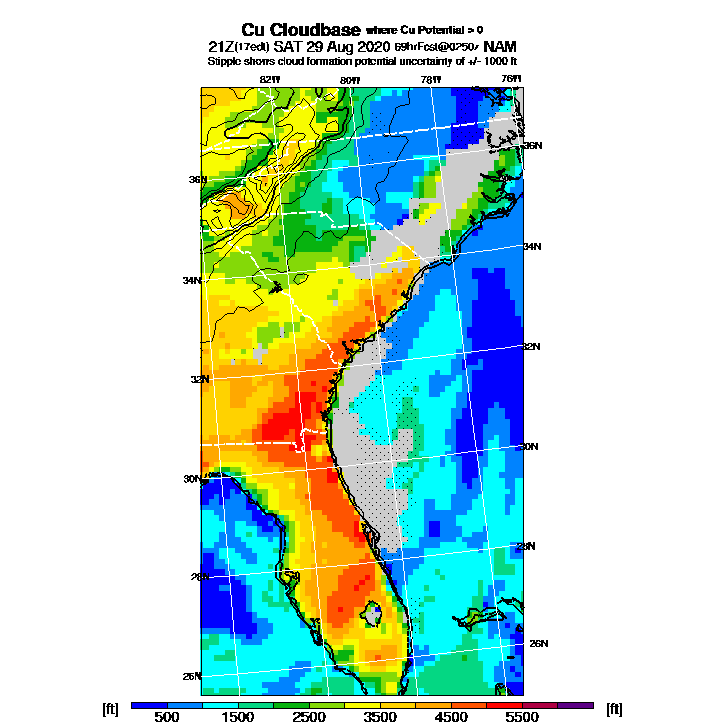 Cu Cloudbase where Cu Potential > 0
21Z(17edt) SAT 29 Aug 2020 69hrFcst@0250z NAM
Stipple shows cloud formation potential uncertainty of +/- 1000 ft
82W 80W 78W 76W
36N
36N
34N
34N
32N
32N
30N
30N
28N
28N
26N
26N
[ft] 500 1500 2500 3500 4500 5500 [ft]